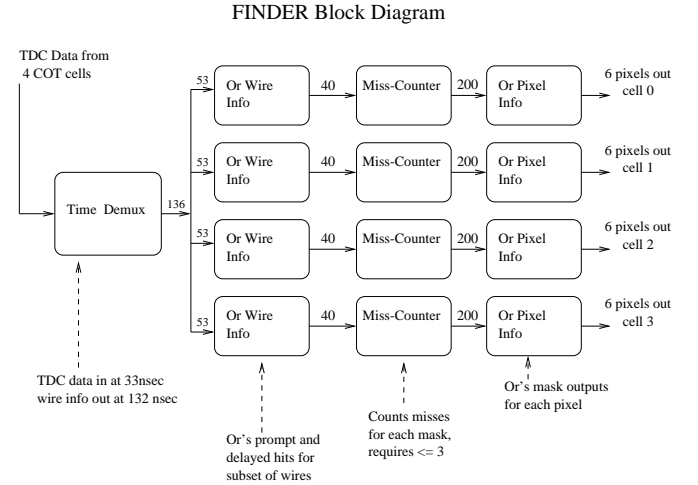 FINDER Block Diagram
TDC Data from
4 COT cells
53
Or Wire
Info
40
Miss-Counter
200
Or Pixel
Info
6 pixels out
cell 0
53
Or Wire
Info
40
Miss-Counter
200
Or Pixel
Info
6 pixels out
cell 1
Time Demux
136
53
Or Wire
Info
40
Miss-Counter
200
Or Pixel
Info
6 pixels out
cell 2
53
Or Wire
Info
40
Miss-Counter
200
Or Pixel
Info
6 pixels out
cell 3
TDC data in at 33nsec
wire info out at 132 nsec
Or's prompt and
delayed hits for
subset of wires
Counts misses
for each mask,
requires <= 3
Or's mask outputs
for each pixel